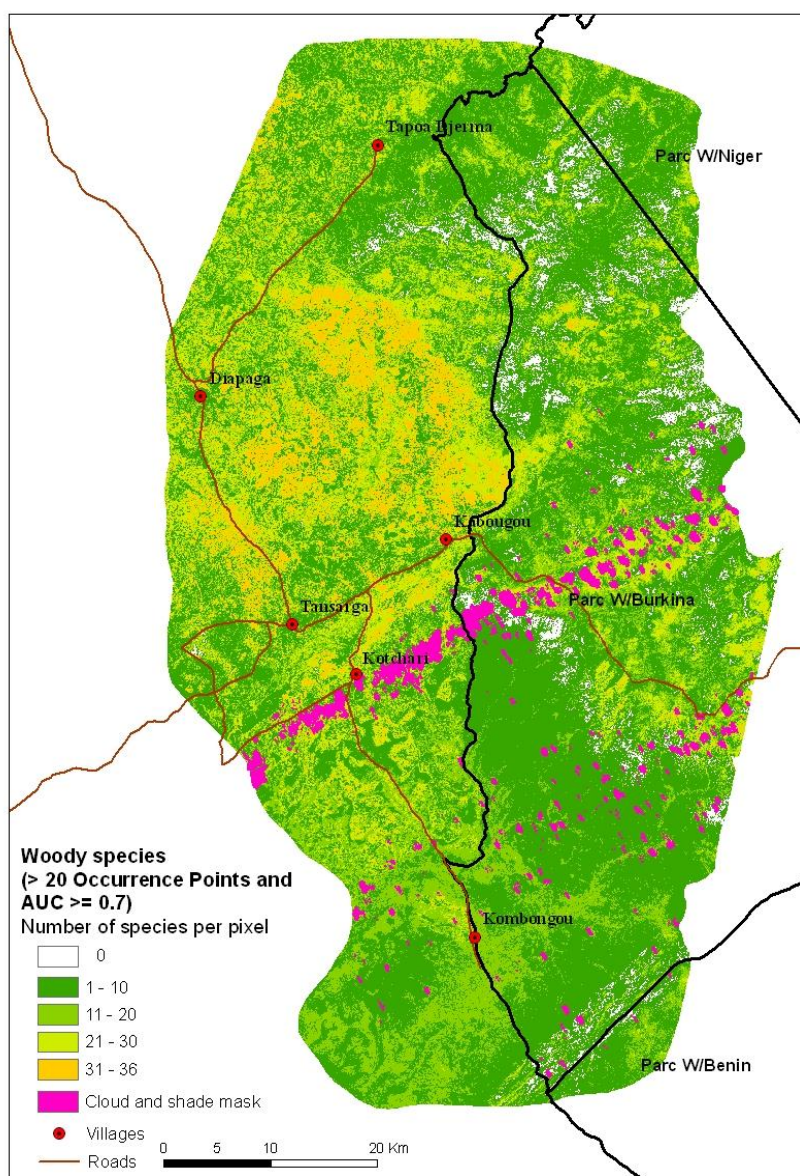 Tapoa Djerma
Parc W/Niger
Diapaga
Kabougou
Parc W/Burkina
Tansarga
Kotchari
Woody species
(> 20 Occurrence Points and
AUC >= 0.7)
Number of species per pixel
0
1 - 10
11 - 20
21 - 30
31 - 36
Cloud and shade mask
Villages
Roads
0 5 10 20 Km
Kombongou
Parc W/Benin